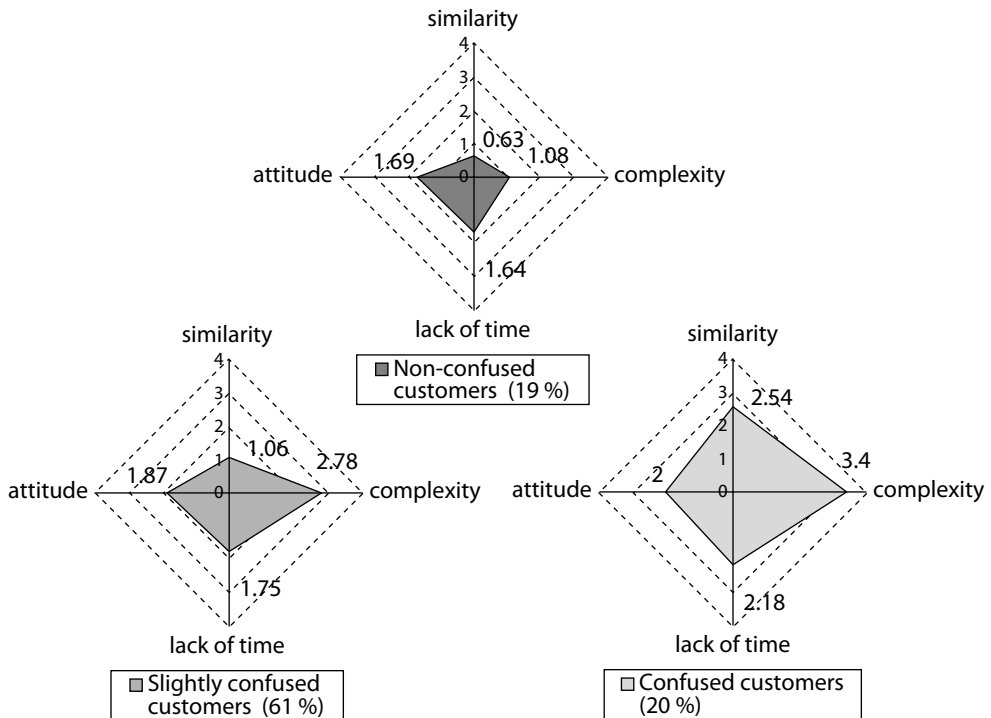 similarity
4
3
2
1
0
0.63
1.08
1.69
1.64
attitude
complexity
lack of time
Non-confused
customers (19 %)
similarity
4
3
2
1
0
1.06
2.78
1.87
1.75
attitude
complexity
lack of time
Slightly confused
customers (61 %)
similarity
4
3
2
1
0
2.54
3.4
2
2.18
attitude
complexity
lack of time
Confused customers
(20 %)